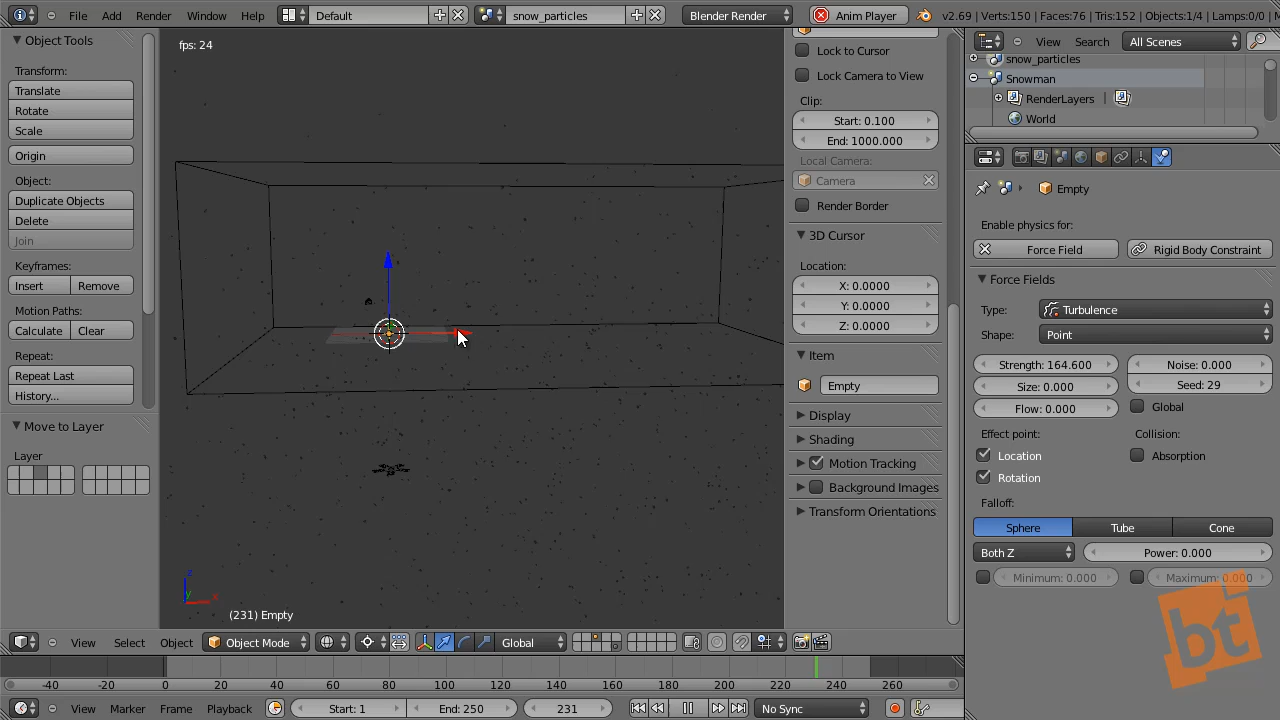 File Add Render Window Help Default snow_particles Blender Render Anim Player v2.69 | Verts:150 | Faces:76 | Tris:152 | Objects:1/4 | Lamps:0/0 |
Object Tools
Transform:
Translate
Rotate
Scale
Origin
Object:
Duplicate Objects
Delete
Join
Keyframes:
Insert Remove
Motion Paths:
Calculate Clear
Repeat:
Repeat Last
History...
Move to Layer
Layer
fps: 24
z
y x
(231) Empty
Lock to Cursor
Lock Camera to View
Clip:
Start: 0.100
End: 1000.000
Local Camera:
Camera
Render Border
3D Cursor
Location:
X: 0.0000
Y: 0.0000
Z: 0.0000
Item
Empty
Display
Shading
Motion Tracking
Background Images
Transform Orientations
View Search All Scenes
snow_particles
Snowman
RenderLayers |
World
Empty
Enable physics for:
Force Field Rigid Body Constraint
Force Fields
Type: Turbulence
Shape: Point
Strength: 164.600 Noise: 0.000
Size: 0.000 Seed: 29
Flow: 0.000 Global
Effect point: Collision:
Location Absorption
Rotation
Falloff:
Sphere Tube Cone
Both Z Power: 0.000
Minimum: 0.000 Maximum: 0.000
bt
View Select Object Object Mode Global
-40 -20 0 20 40 60 80 100 120 140 160 180 200 220 240 260
View Marker Frame Playback Start: 1 End: 250 231 No Sync